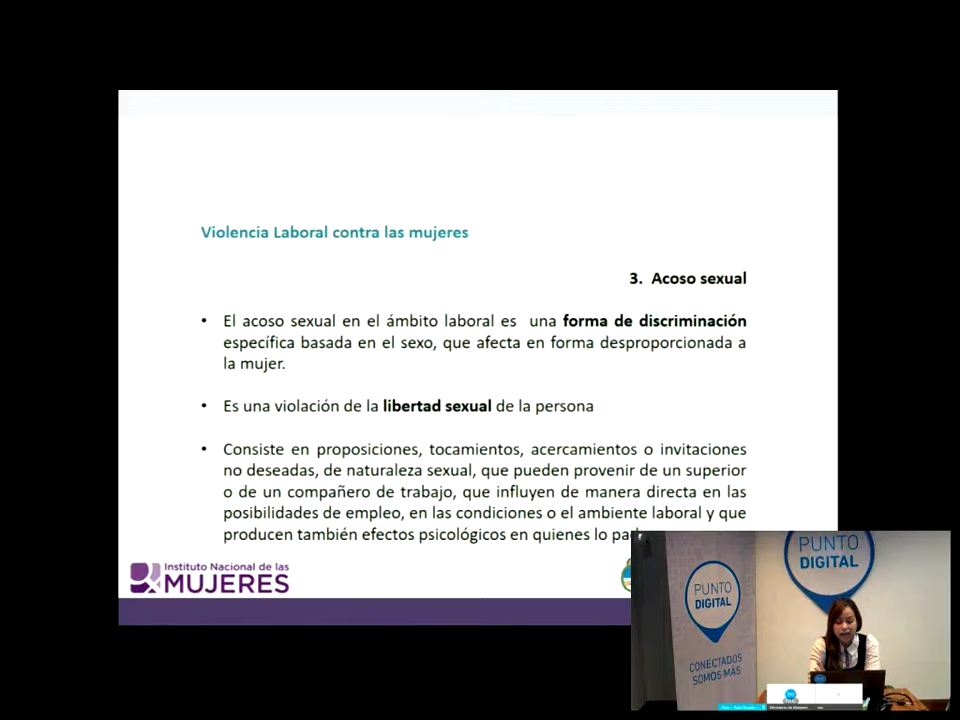 Violencia Laboral contra las mujeres
3. Acoso sexual
• El acoso sexual en el ámbito laboral es una forma de discriminación
específica basada en el sexo, que afecta en forma desproporcionada a
la mujer.
• Es una violación de la libertad sexual de la persona
• Consiste en proposiciones, tocamientos, acercamientos o invitaciones
no deseadas, de naturaleza sexual, que pueden provenir de un superior
o de un compañero de trabajo, que influyen de manera directa en las
posibilidades de empleo, en las condiciones o el ambiente laboral y que
producen también efectos psicológicos en quienes lo
Instituto Nacional de las
MUJERES
PUNTO
DIGITAL
CONECTADOS
SOMOS MÁS
PUNTO
DIGITAL